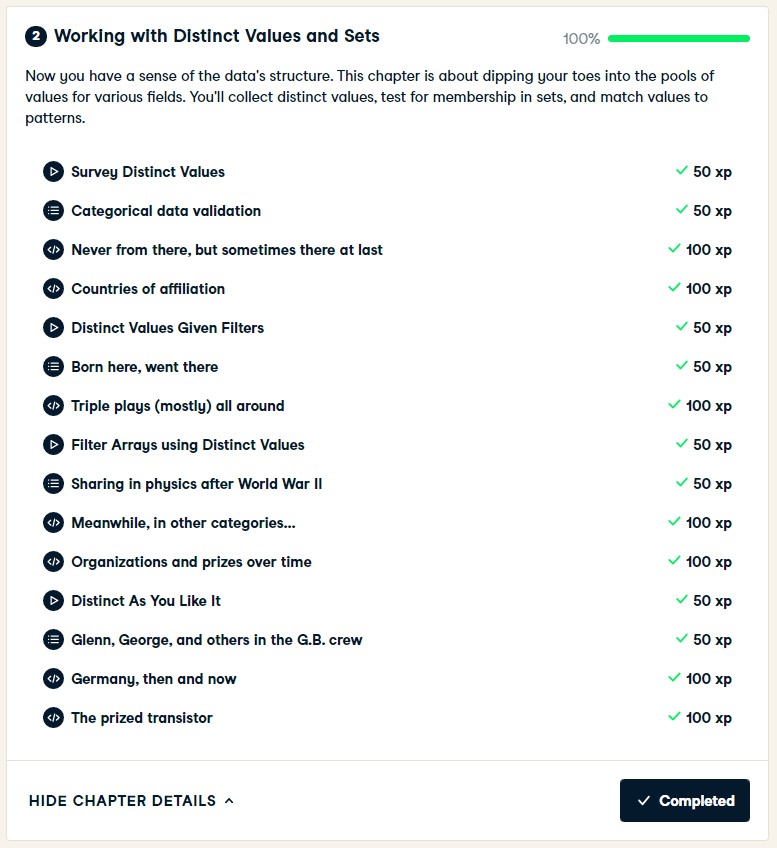 2 Working with Distinct Values and Sets 100%
Now you have a sense of the data's structure. This chapter is about dipping your toes into the pools of
values for various fields. You'll collect distinct values, test for membership in sets, and match values to
patterns.
Survey Distinct Values 50 xp
Categorical data validation 50 xp
Never from there, but sometimes there at last 100 xp
Countries of affiliation 100 xp
Distinct Values Given Filters 50 xp
Born here, went there 50 xp
Triple plays (mostly) all around 100 xp
Filter Arrays using Distinct Values 50 xp
Sharing in physics after World War II 50 xp
Meanwhile, in other categories... 100 xp
Organizations and prizes over time 100 xp
Distinct As You Like It 50 xp
Glenn, George, and others in the G.B. crew 50 xp
Germany, then and now 100 xp
The prized transistor 100 xp
HIDE CHAPTER DETAILS Completed